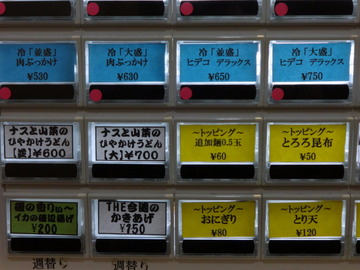 冷「並盛」
肉ぶっかけ
¥530
冷「大盛」
肉ぶっかけ
¥630
冷「並盛」
ヒデコ デラックス
¥650
冷「大盛」
ヒデコ デラックス
¥750
ナスと山菜の
ひやかけうどん
【並】¥600
ナスと山菜の
ひやかけうどん
【大】¥700
～トッピング～
追加麺0.5玉
¥60
～トッピング～
とろろ昆布
¥50
イカの磯辺揚げ
¥200
THE今週の
かきあげ
¥150
～トッピング～
おにぎり
¥80
～トッピング～
とり天
¥120
週替り
週替り